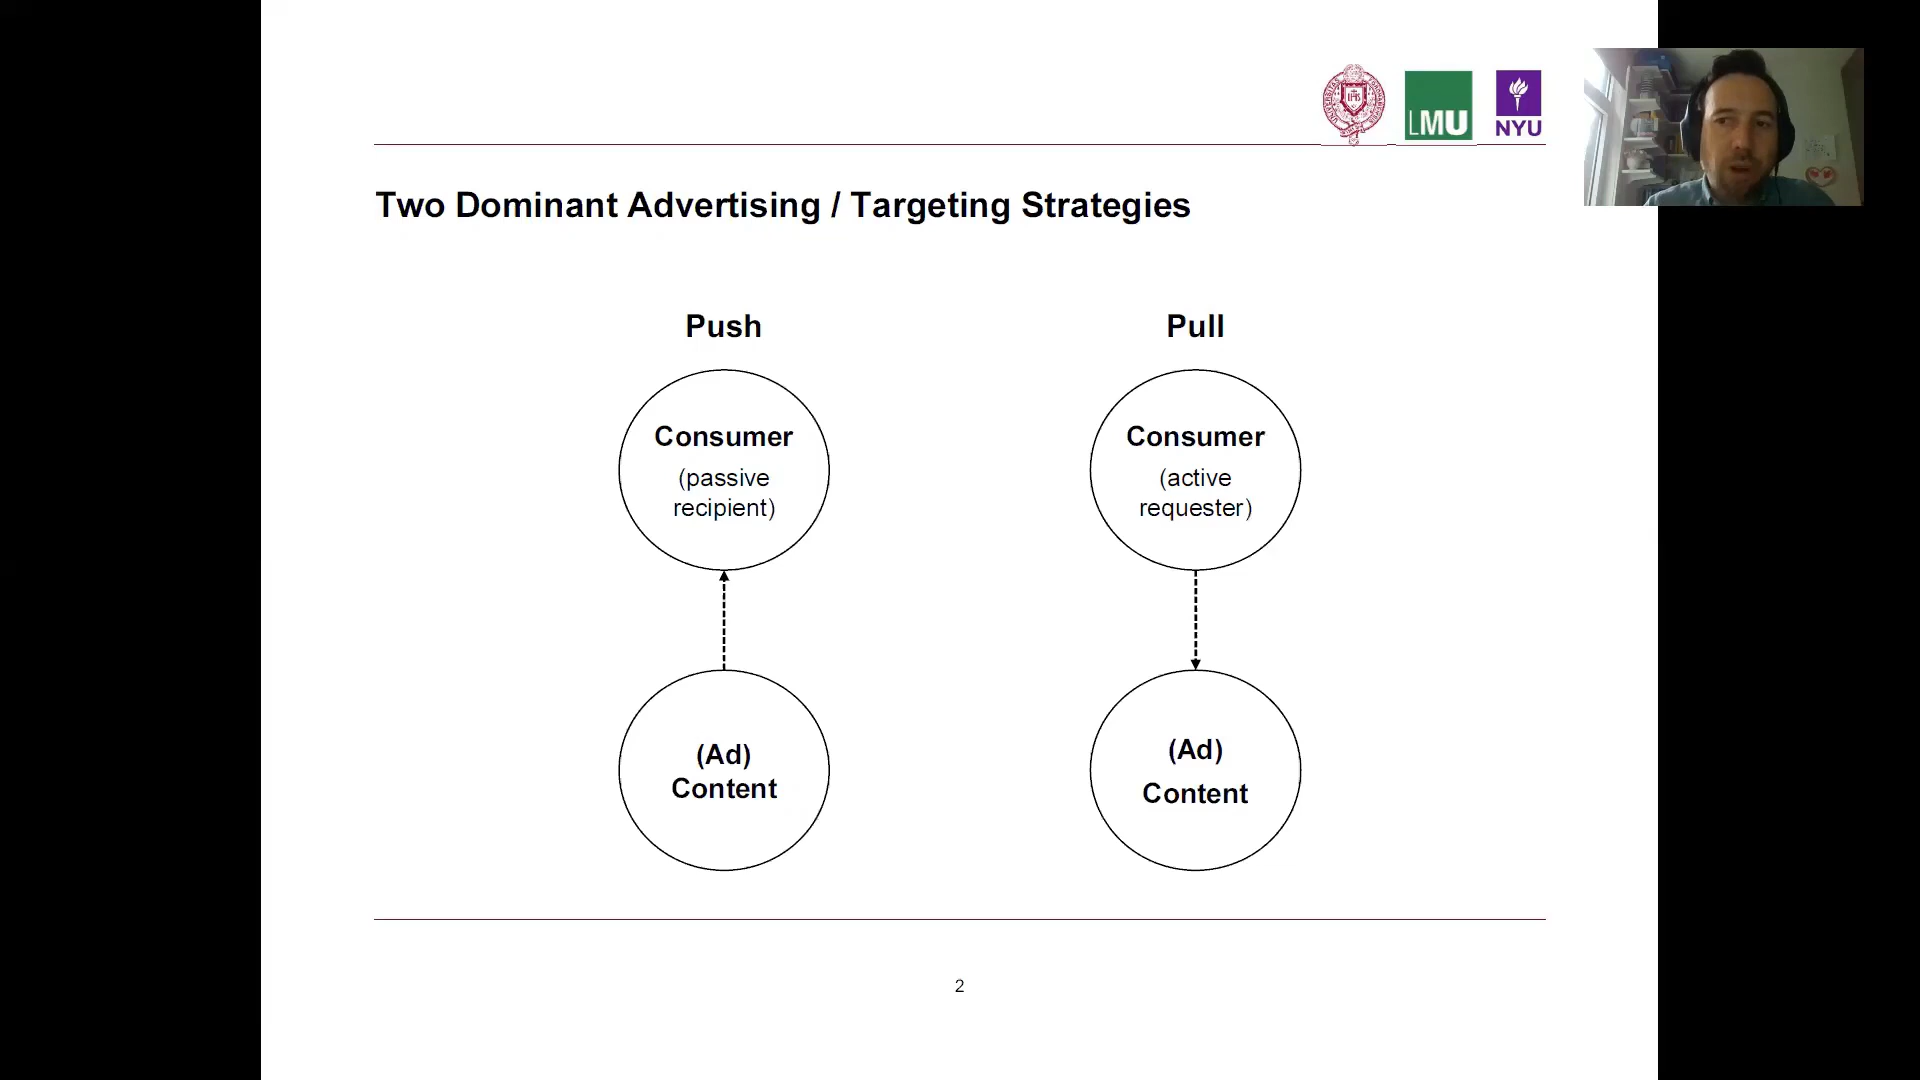 LMU
NYU
Two Dominant Advertising / Targeting Strategies
Push
Pull
Consumer
(passive
recipient)
Consumer
(active
requester)
(Ad)
Content
(Ad)
Content
2